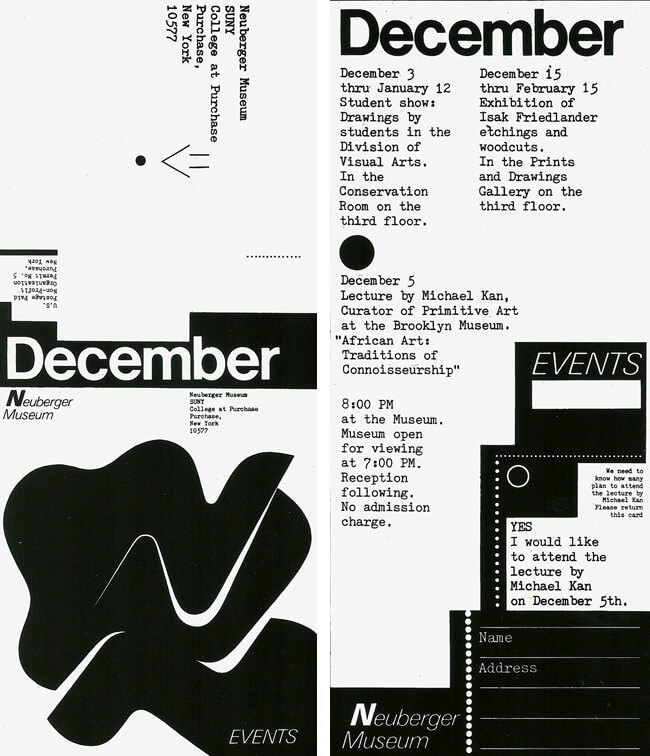 Neuberger Museum
SUNY
College at Purchase
Purchase,
New York
10577
U.S.
Postage Paid
Non-Profit
Organization
Permit No. 5
Purchase,
New York
December
Neuberger
Museum
Neuberger Museum
SUNY
College at Purchase
Purchase,
New York
10577
EVENTS
December
December 3
thru January 12
Student show:
Drawings by
students in the
Division of
Visual Arts.
In the
Conservation
Room on the
third floor.
December 15
thru February 15
Exhibition of
Isak Friedlander
etchings and
woodcuts.
In the Prints
and Drawings
Gallery on the
third floor.
December 5
Lecture by Michael Kan,
Curator of Primitive Art
at the Brooklyn Museum.
"African Art:
Traditions of
Connoisseurship"
8:00 PM
at the Museum.
Museum open
for viewing
at 7:00 PM.
Reception
following.
No admission
charge.
EVENTS
We need to
know how many
plan to attend
the lecture by
Michael Kan
Please return
this card
YES
I would like
to attend the
lecture by
Michael Kan
on December 5th.
Name
Address
Neuberger
Museum